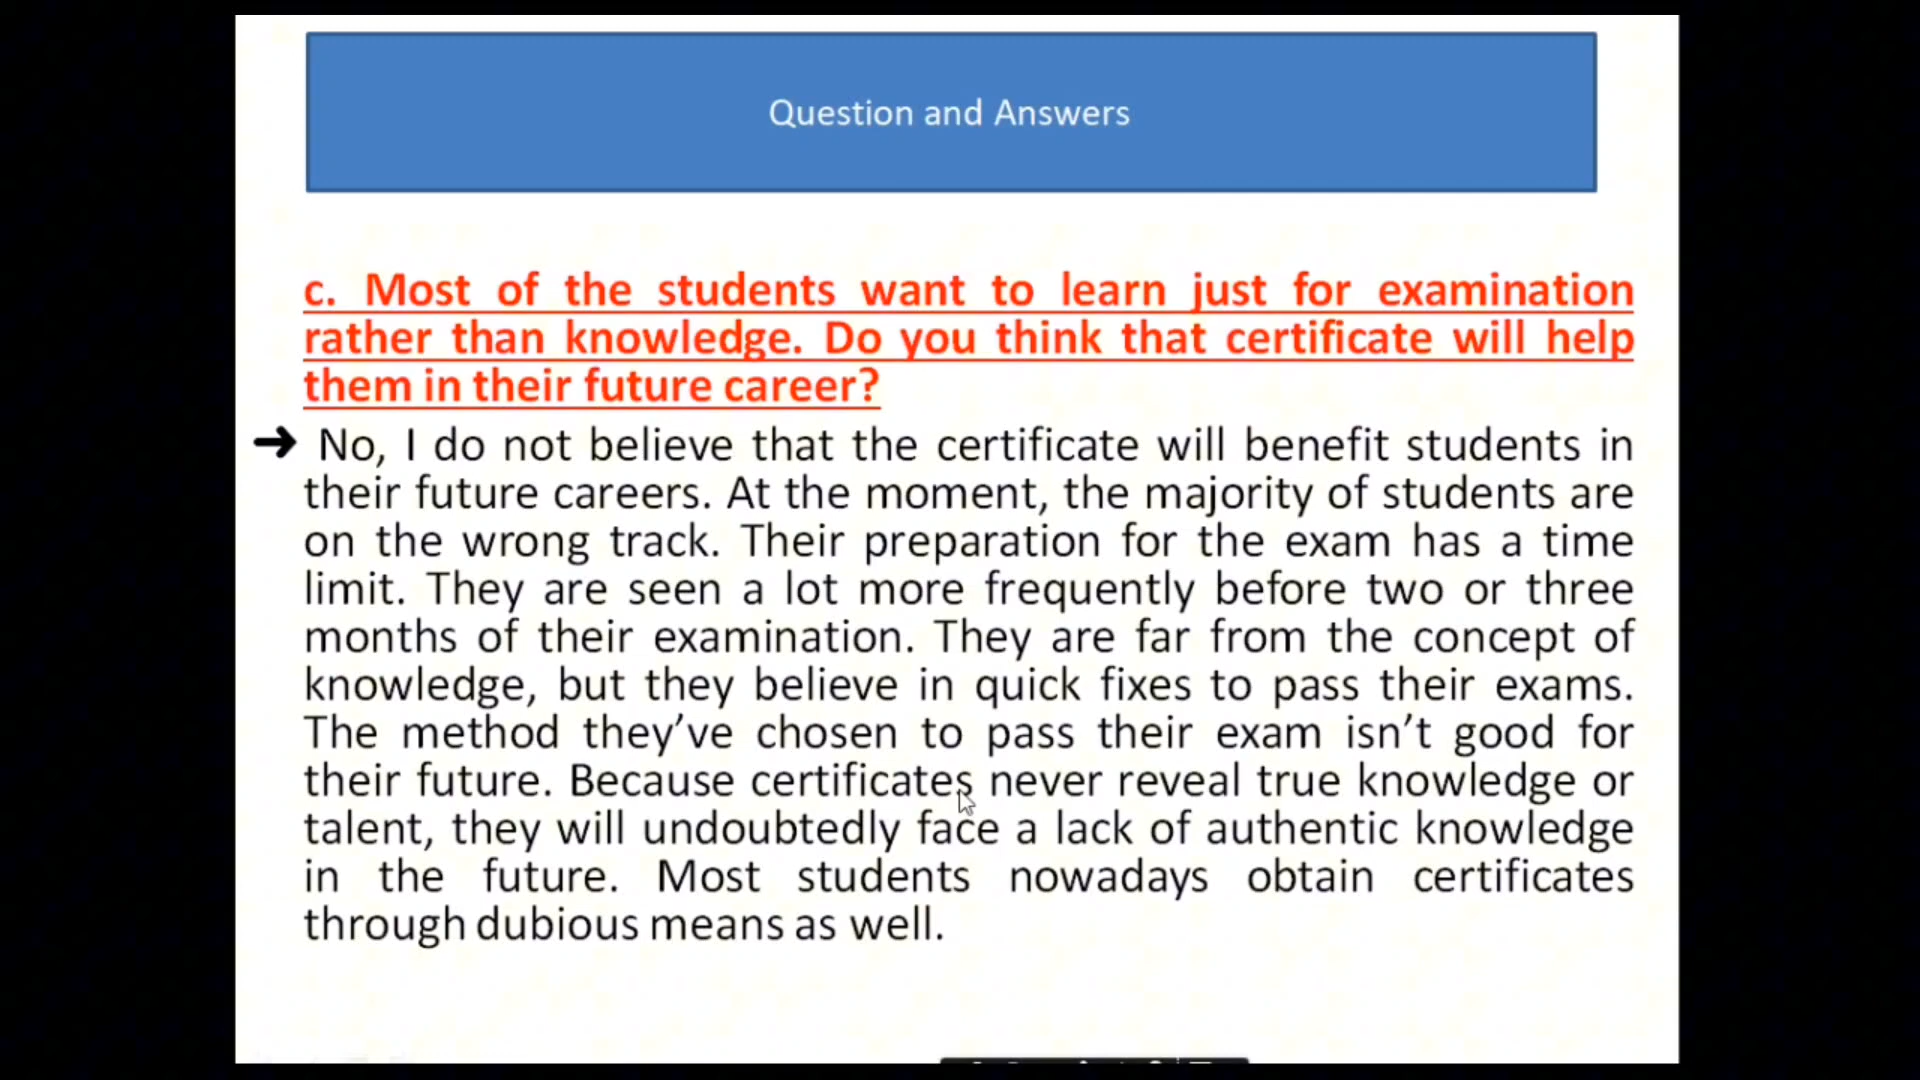 Question and Answers
c. Most of the students want to learn just for examination
rather than knowledge. Do you think that certificate will help
them in their future career?
➔ No, I do not believe that the certificate will benefit students in
their future careers. At the moment, the majority of students are
on the wrong track. Their preparation for the exam has a time
limit. They are seen a lot more frequently before two or three
months of their examination. They are far from the concept of
knowledge, but they believe in quick fixes to pass their exams.
The method they’ve chosen to pass their exam isn’t good for
their future. Because certificates never reveal true knowledge or
talent, they will undoubtedly face a lack of authentic knowledge
in the future. Most students nowadays obtain certificates
through dubious means as well.